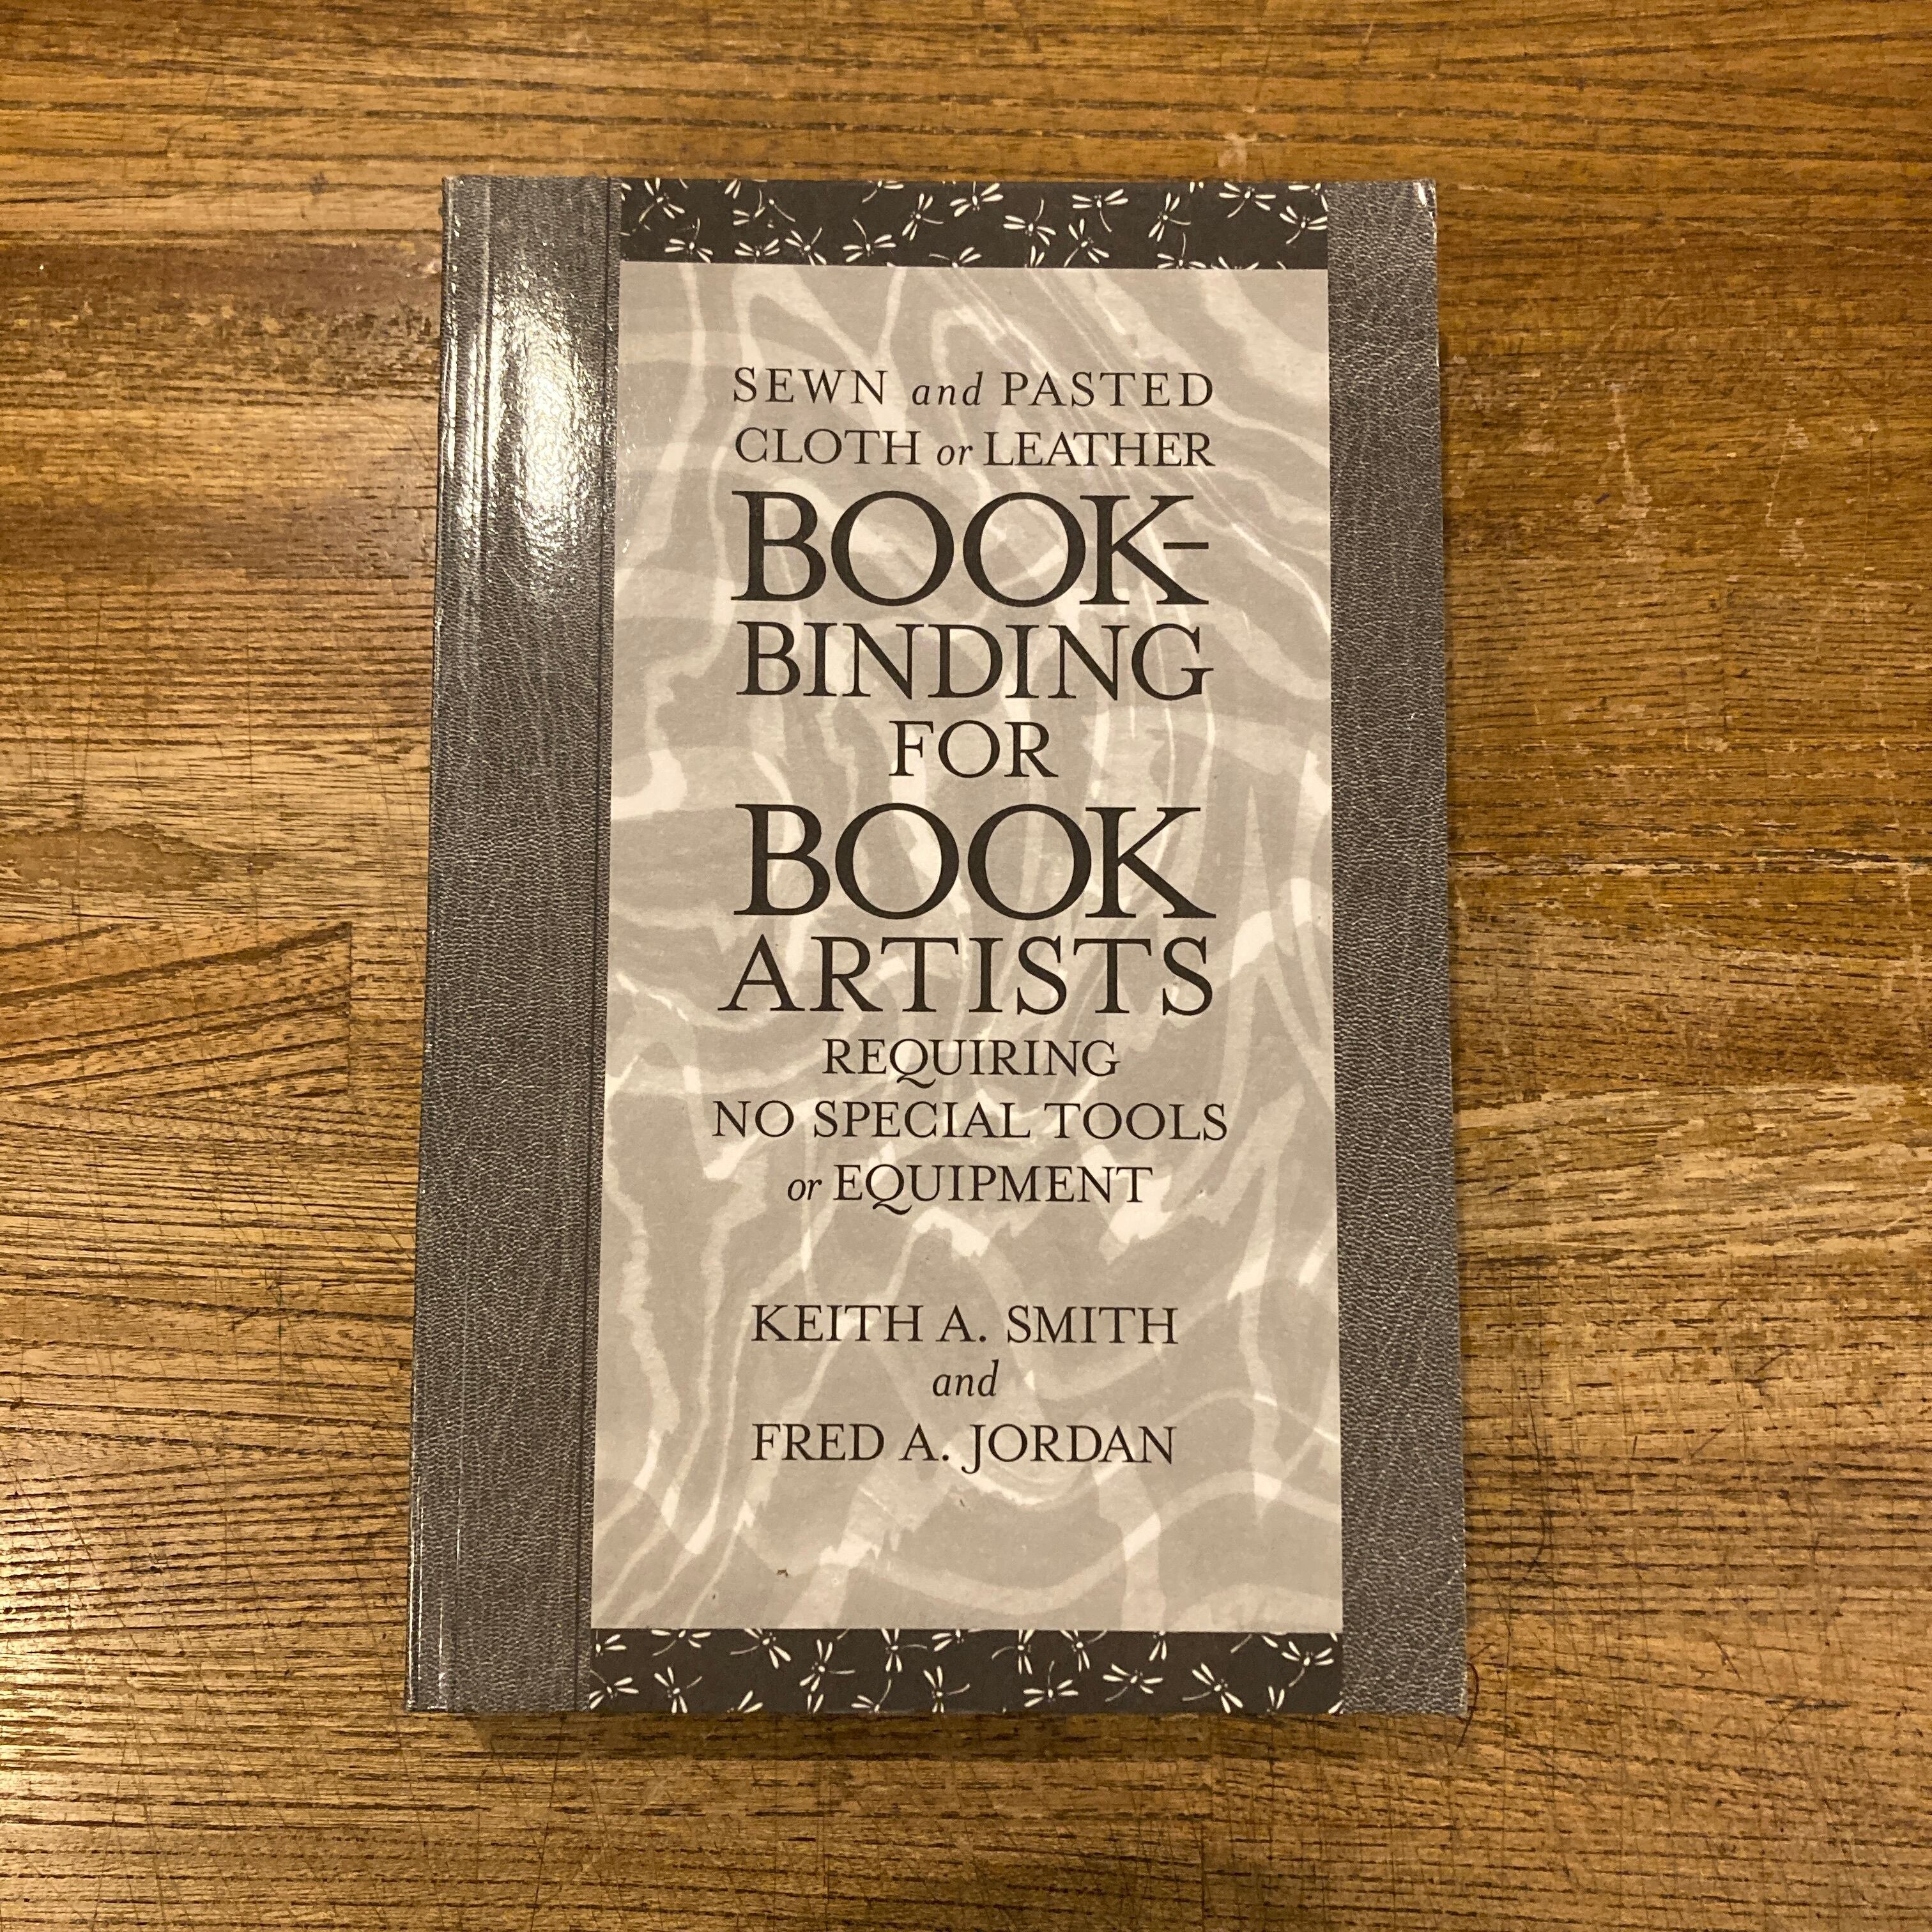 SEWN and PASTED
CLOTH or LEATHER
BOOK-
BINDING
FOR
BOOK
ARTISTS
REQUIRING
NO SPECIAL TOOLS
or EQUIPMENT
KEITH A. SMITH
and
FRED A. JORDAN